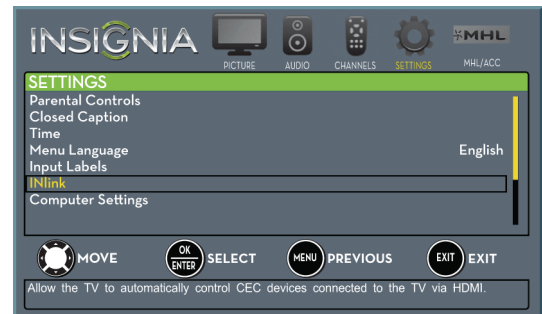 INSIGNIA
MHL
PICTURE AUDIO CHANNELS SETTINGS MHL/ACC
SETTINGS
Parental Controls
Closed Caption
Time
Menu Language English
Input Labels
INlink
Computer Settings
MOVE OK ENTER SELECT MENU PREVIOUS EXIT EXIT
Allow the TV to automatically control CEC devices connected to the TV via HDMI.